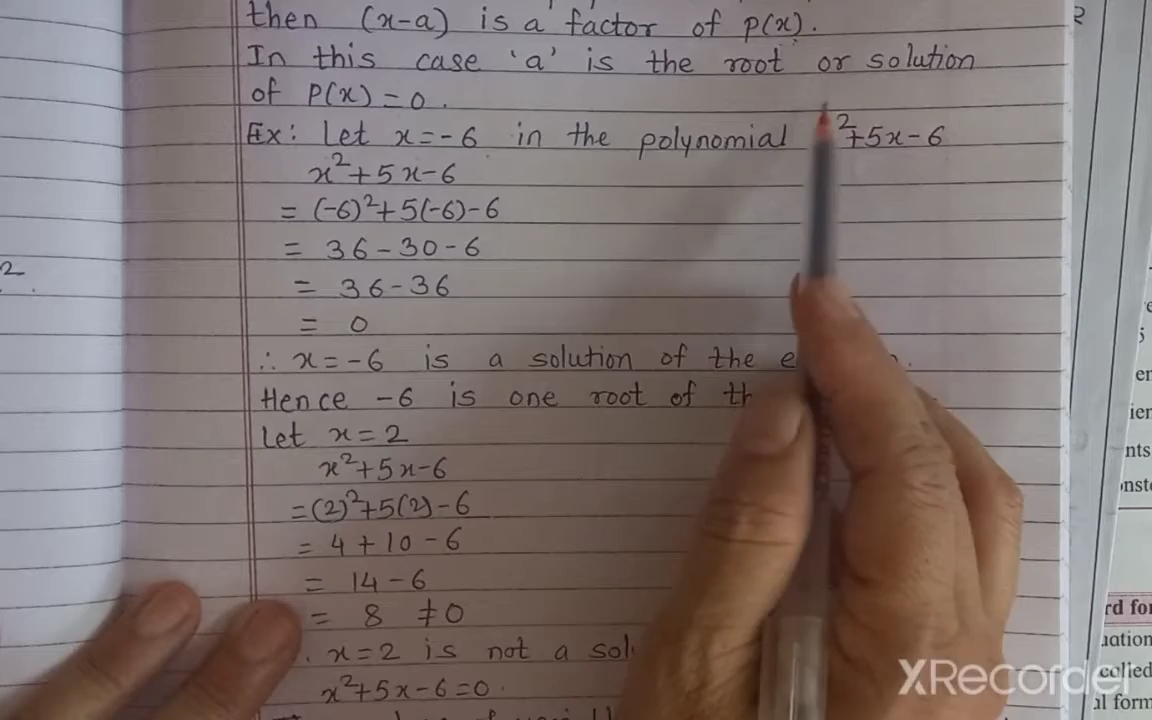 then (x-a) is a factor of p(x).
In this case 'a' is the root or solution
of P(x) = 0.
Ex: Let x = -6 in the polynomial ²+5x-6
x²+5x-6
= (-6)²+5(-6)-6
= 36-30-6
= 36-36
= 0
∴ x = -6 is a solution of the
Hence -6 is one root of
Let x = 2
x²+5x-6
=(2)²+5(2)-6
= 4+10-6
= 14-6
= 8 ≠0
. x=2 is not a
x²+5x-6=0.
2
XRecorder